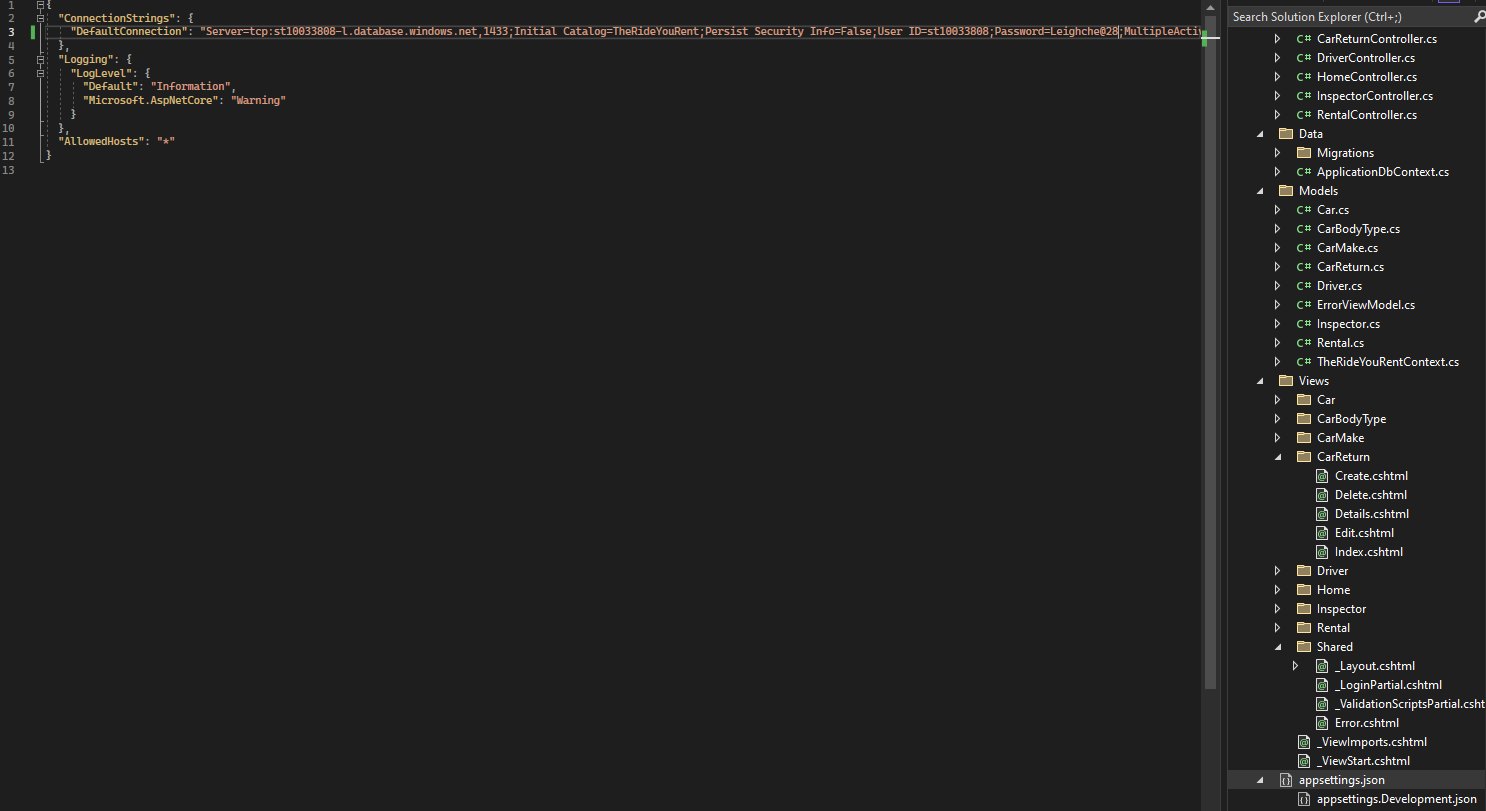 1 {
2 "ConnectionStrings": {
3 "DefaultConnection": "Server=tcp:st10033808-l.database.windows.net,1433;Initial Catalog=TheRideYouRent;Persist Security Info=False;User ID=st10033808;Password=Leighche@28;MultipleActiv
4 },
5 "Logging": {
6 "LogLevel": {
7 "Default": "Information",
8 "Microsoft.AspNetCore": "Warning"
9 }
10 },
11 "AllowedHosts": "*"
12 }
13
Search Solution Explorer (Ctrl+;)
C# CarReturnController.cs
C# DriverController.cs
C# HomeController.cs
C# InspectorController.cs
C# RentalController.cs
Data
Migrations
C# ApplicationDbContext.cs
Models
C# Car.cs
C# CarBodyType.cs
C# CarMake.cs
C# CarReturn.cs
C# Driver.cs
C# ErrorViewModel.cs
C# Inspector.cs
C# Rental.cs
C# TheRideYouRentContext.cs
Views
Car
CarBodyType
CarMake
CarReturn
Create.cshtml
Delete.cshtml
Details.cshtml
Edit.cshtml
Index.cshtml
Driver
Home
Inspector
Rental
Shared
_Layout.cshtml
_LoginPartial.cshtml
_ValidationScriptsPartial.csht
Error.cshtml
_ViewImports.cshtml
_ViewStart.cshtml
appsettings.json
appsettings.Development.json